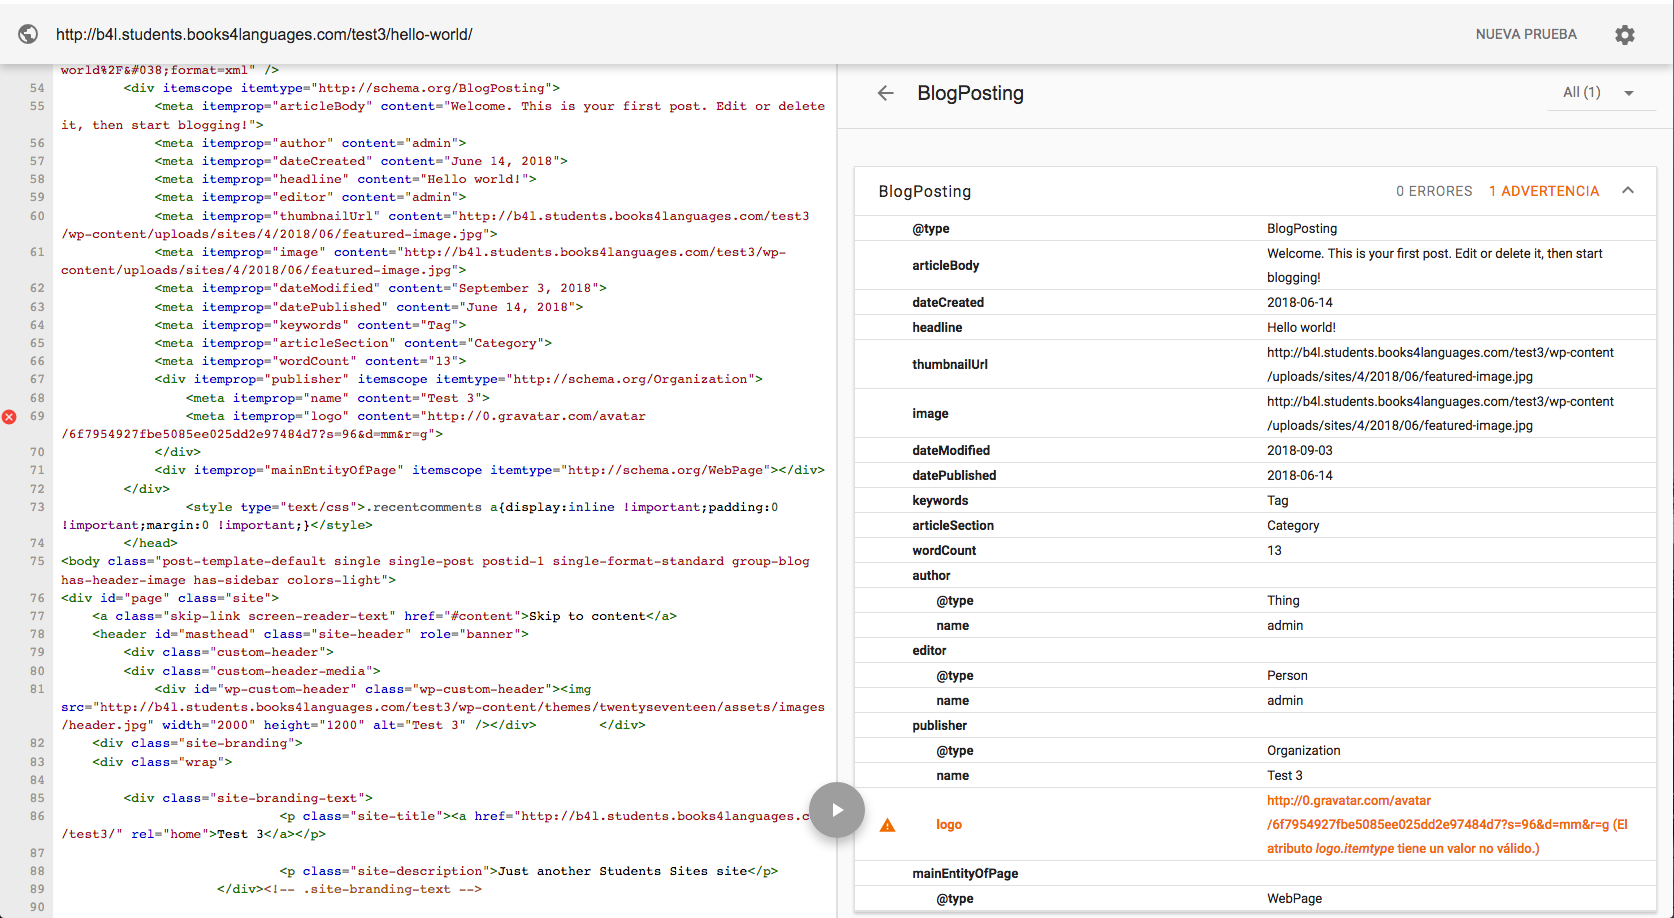 http://b4l.students.books4languages.com/test3/hello-world/
NUEVA PRUEBA
world%2F&#038;format=xml" />
54 <div itemscope itemtype="http://schema.org/BlogPosting">
55 <meta itemprop="articleBody" content="Welcome. This is your first post. Edit or delete
it, then start blogging!">
56 <meta itemprop="author" content="admin">
57 <meta itemprop="dateCreated" content="June 14, 2018">
58 <meta itemprop="headline" content="Hello world!">
59 <meta itemprop="editor" content="admin">
60 <meta itemprop="thumbnailUrl" content="http://b4l.students.books4languages.com/test3
/wp-content/uploads/sites/4/2018/06/featured-image.jpg">
61 <meta itemprop="image" content="http://b4l.students.books4languages.com/test3/wp-
content/uploads/sites/4/2018/06/featured-image.jpg">
62 <meta itemprop="dateModified" content="September 3, 2018">
63 <meta itemprop="datePublished" content="June 14, 2018">
64 <meta itemprop="keywords" content="Tag">
65 <meta itemprop="articleSection" content="Category">
66 <meta itemprop="wordCount" content="13">
67 <div itemprop="publisher" itemscope itemtype="http://schema.org/Organization">
68 <meta itemprop="name" content="Test 3">
69 <meta itemprop="logo" content="http://0.gravatar.com/avatar
/6f7954927fbe5085ee025dd2e97484d7?s=96&d=mm&r=g">
70 </div>
71 <div itemprop="mainEntityOfPage" itemscope itemtype="http://schema.org/WebPage"></div>
72 </div>
73 <style type="text/css">.recentcomments a{display:inline !important;padding:0
!important;margin:0 !important;}</style>
74 </head>
75 <body class="post-template-default single single-post postid-1 single-format-standard group-blog
has-header-image has-sidebar colors-light">
76 <div id="page" class="site">
77 <a class="skip-link screen-reader-text" href="#content">Skip to content</a>
78 <header id="masthead" class="site-header" role="banner">
79 <div class="custom-header">
80 <div class="custom-header-media">
81 <div id="wp-custom-header" class="wp-custom-header"><img
src="http://b4l.students.books4languages.com/test3/wp-content/themes/twentyseventeen/assets/images
/header.jpg" width="2000" height="1200" alt="Test 3" /></div> </div>
82 <div class="site-branding">
83 <div class="wrap">
84
85 <div class="site-branding-text">
86 <p class="site-title"><a href="http://b4l.students.books4languages.c
/test3/" rel="home">Test 3</a></p>
87
88 <p class="site-description">Just another Students Sites site</p>
89 </div><!-- .site-branding-text -->
90
BlogPosting
All (1)
BlogPosting 0 ERRORES 1 ADVERTENCIA
@type BlogPosting
articleBody Welcome. This is your first post. Edit or delete it, then start
blogging!
dateCreated 2018-06-14
headline Hello world!
thumbnailUrl http://b4l.students.books4languages.com/test3/wp-content
/uploads/sites/4/2018/06/featured-image.jpg
image http://b4l.students.books4languages.com/test3/wp-content
/uploads/sites/4/2018/06/featured-image.jpg
dateModified 2018-09-03
datePublished 2018-06-14
keywords Tag
articleSection Category
wordCount 13
author
@type Thing
name admin
editor
@type Person
name admin
publisher
@type Organization
name Test 3
logo http://0.gravatar.com/avatar
/6f7954927fbe5085ee025dd2e97484d7?s=96&d=mm&r=g (El
atributo logo.itemtype tiene un valor no válido.)
mainEntityOfPage
@type WebPage